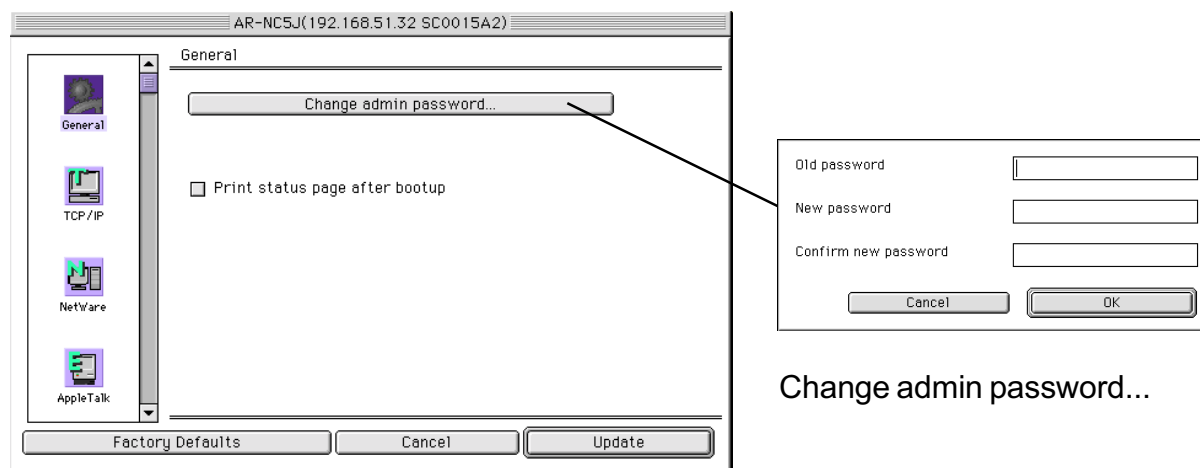 AR-NC5J(192.168.51.32 SC0015A2)
General
General
TCP/IP
NetWare
AppleTalk
Change admin password...
Print status page after bootup
Factory Defaults
Cancel
Update
Old password
New password
Confirm new password
Cancel
OK
Change admin password...